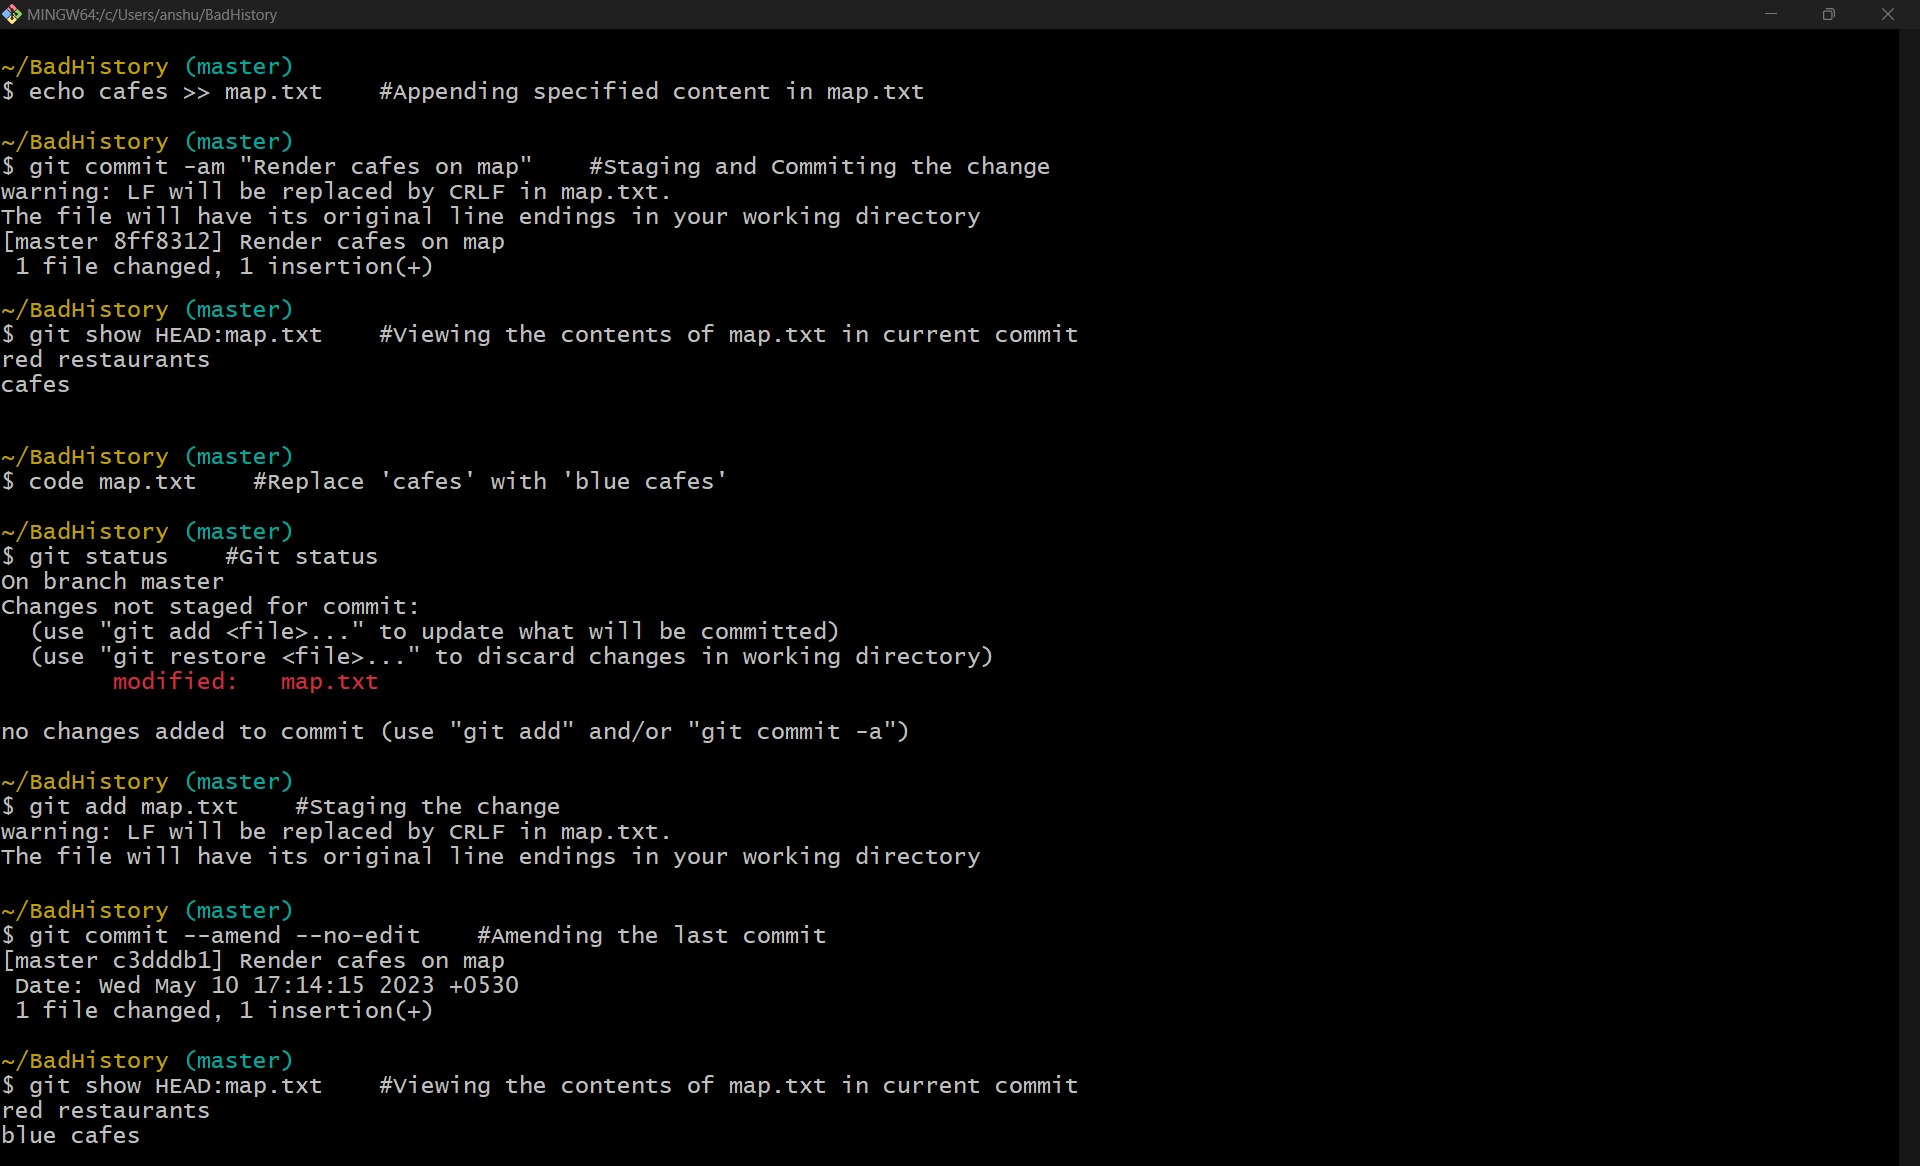 MINGW64:/c/Users/anshu/BadHistory
~/BadHistory (master)
$ echo cafes >> map.txt    #Appending specified content in map.txt
~/BadHistory (master)
$ git commit -am "Render cafes on map"    #Staging and Commiting the change
warning: LF will be replaced by CRLF in map.txt.
The file will have its original line endings in your working directory
[master 8ff8312] Render cafes on map
 1 file changed, 1 insertion(+)
~/BadHistory (master)
$ git show HEAD:map.txt    #Viewing the contents of map.txt in current commit
red restaurants
cafes
~/BadHistory (master)
$ code map.txt    #Replace 'cafes' with 'blue cafes'
~/BadHistory (master)
$ git status    #Git status
On branch master
Changes not staged for commit:
  (use "git add <file>..." to update what will be committed)
  (use "git restore <file>..." to discard changes in working directory)
        modified:   map.txt
no changes added to commit (use "git add" and/or "git commit -a")
~/BadHistory (master)
$ git add map.txt    #Staging the change
warning: LF will be replaced by CRLF in map.txt.
The file will have its original line endings in your working directory
~/BadHistory (master)
$ git commit --amend --no-edit    #Amending the last commit
[master c3dddb1] Render cafes on map
 Date: Wed May 10 17:14:15 2023 +0530
 1 file changed, 1 insertion(+)
~/BadHistory (master)
$ git show HEAD:map.txt    #Viewing the contents of map.txt in current commit
red restaurants
blue cafes